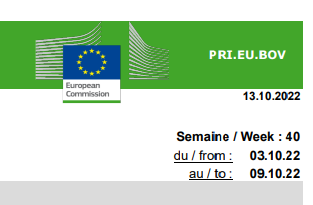 PRI.EU.BOV
European
Commission
13.10.2022
Semaine / Week : 40
du / from : 03.10.22
au / to : 09.10.22